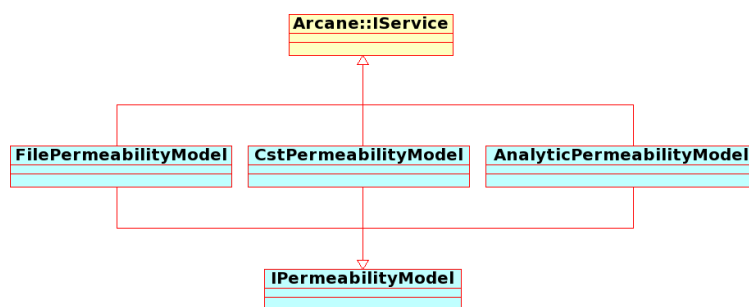 Arcane::IService
FilePermeabilityModel
CstPermeabilityModel
AnalyticPermeabilityModel
IPermeabilityModel